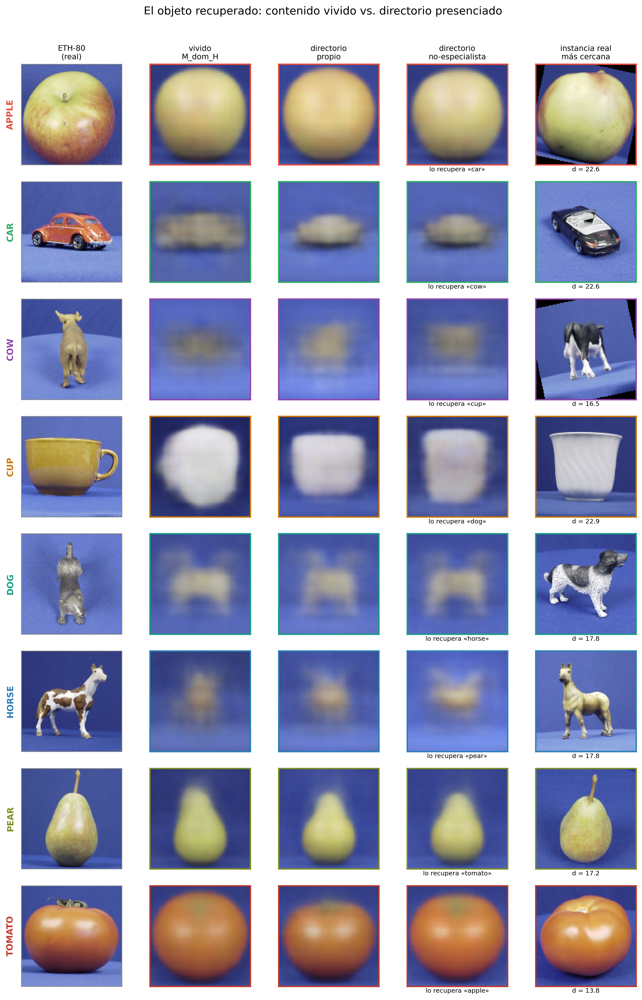 El objeto recuperado: contenido vivido vs. directorio presenciado
ETH-80
(real)
vivido
M_dom_H
directorio
propio
directorio
no-especialista
instancia real
más cercana
APPLE
lo recupera «car»
d = 22.6
CAR
lo recupera «cow»
d = 22.6
COW
lo recupera «cup»
d = 16.5
CUP
lo recupera «dog»
d = 22.9
DOG
lo recupera «horse»
d = 17.8
HORSE
lo recupera «pear»
d = 17.8
PEAR
lo recupera «tomato»
d = 17.2
TOMATO
lo recupera «apple»
d = 13.8